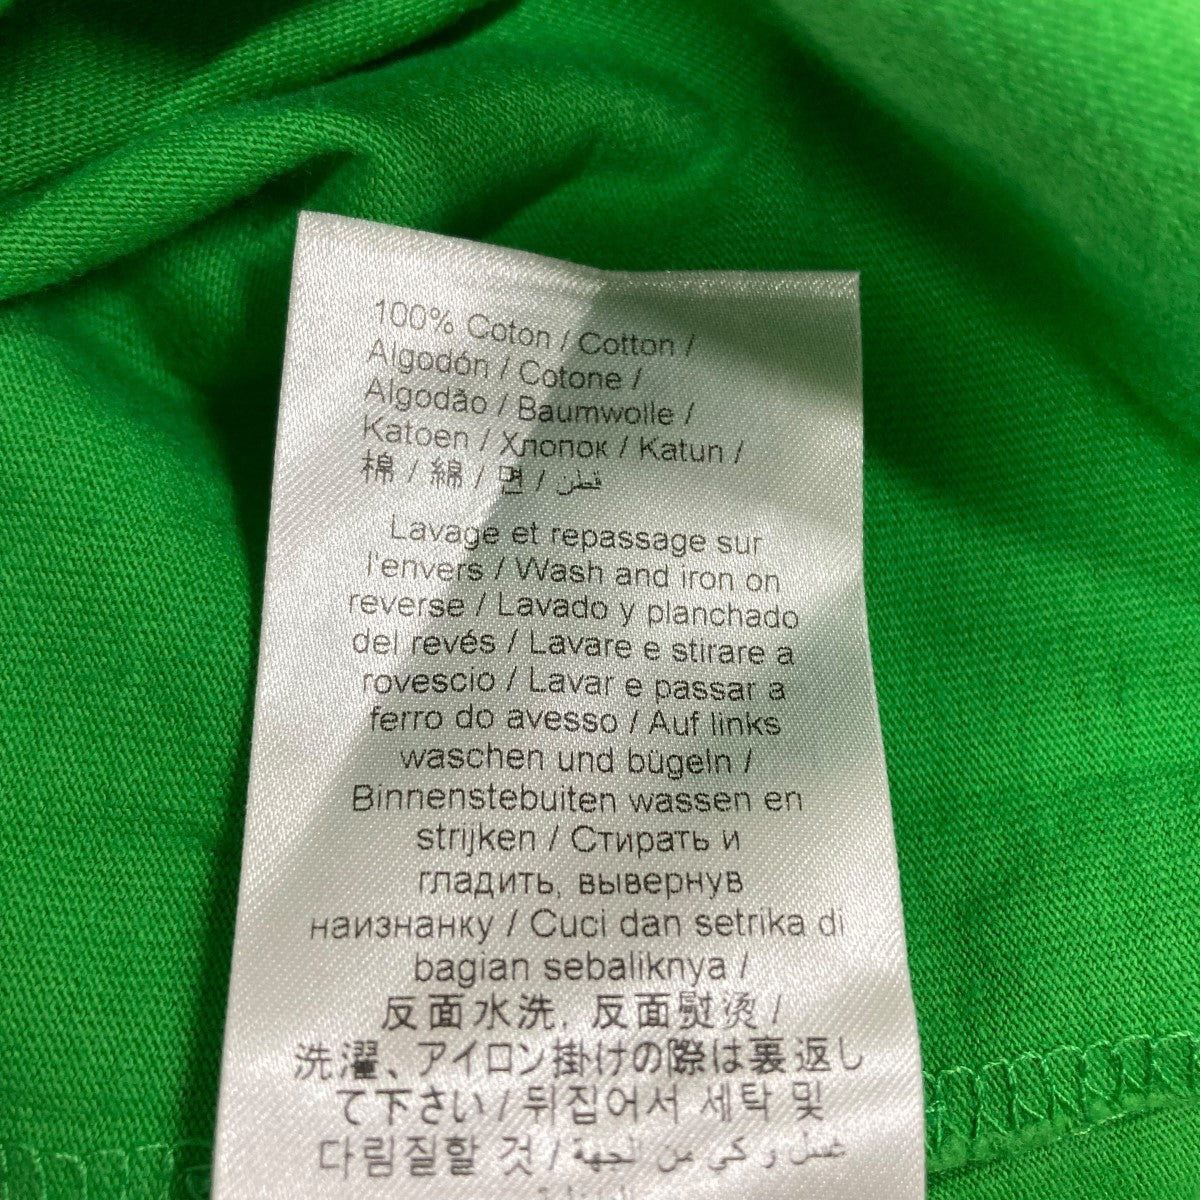 100% Coton / Cotton /
Algodón / Cotone /
Algodão / Baumwolle /
Katoen / Хлопок / Katun /
棉 / 綿 / 면 / قطن
Lavage et repassage sur
l'envers / Wash and iron on
reverse / Lavado y planchado
del revés / Lavare e stirare a
rovescio / Lavar e passar a
ferro do avesso / Auf links
waschen und bügeln /
Binnenstebuiten wassen en
strijken / Стирать и
гладить, вывернув
наизнанку / Cuci dan setrika di
bagian sebaliknya /
反面水洗, 反面熨烫 /
洗濯、アイロン掛けの際は裏返し
て下さい / 뒤집어서 세탁 및
다림질할 것 / غسل وكي من الجهة